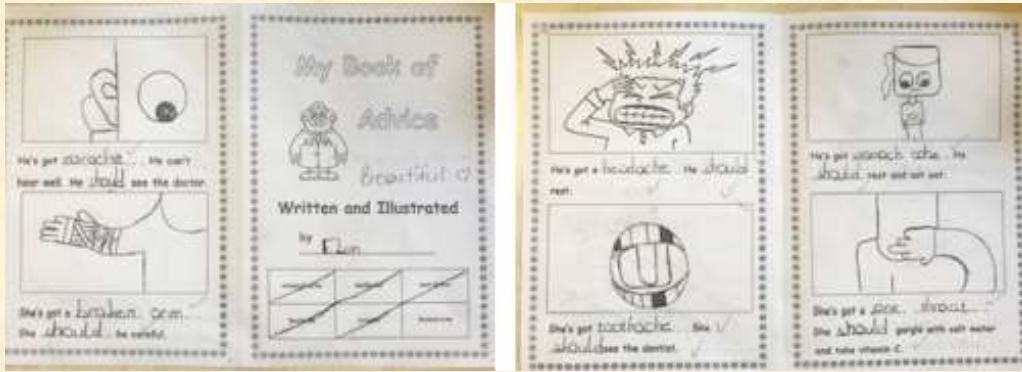 He's got earache. He can't
hear well. He should see the doctor.
She's got a broken arm.
She should be careful.
My Book of
Advice
Beautiful
Written and Illustrated
by
He's got a headache. He should
rest.
She's got toothache. She
should see the dentist.
He's got stomach ache. He
should rest and not eat.
She's got a sore throat.
She should gargle with salt water
and take vitamin C.